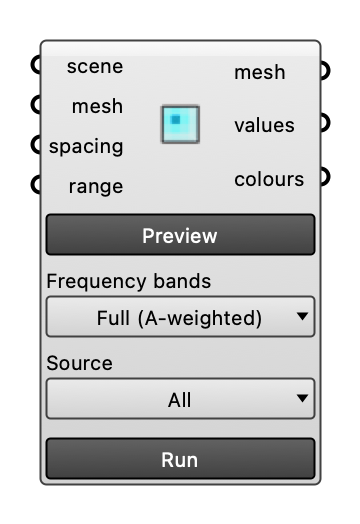 scene
mesh
spacing
range
mesh
values
colours
Preview
Frequency bands
Full (A-weighted)
Source
All
Run